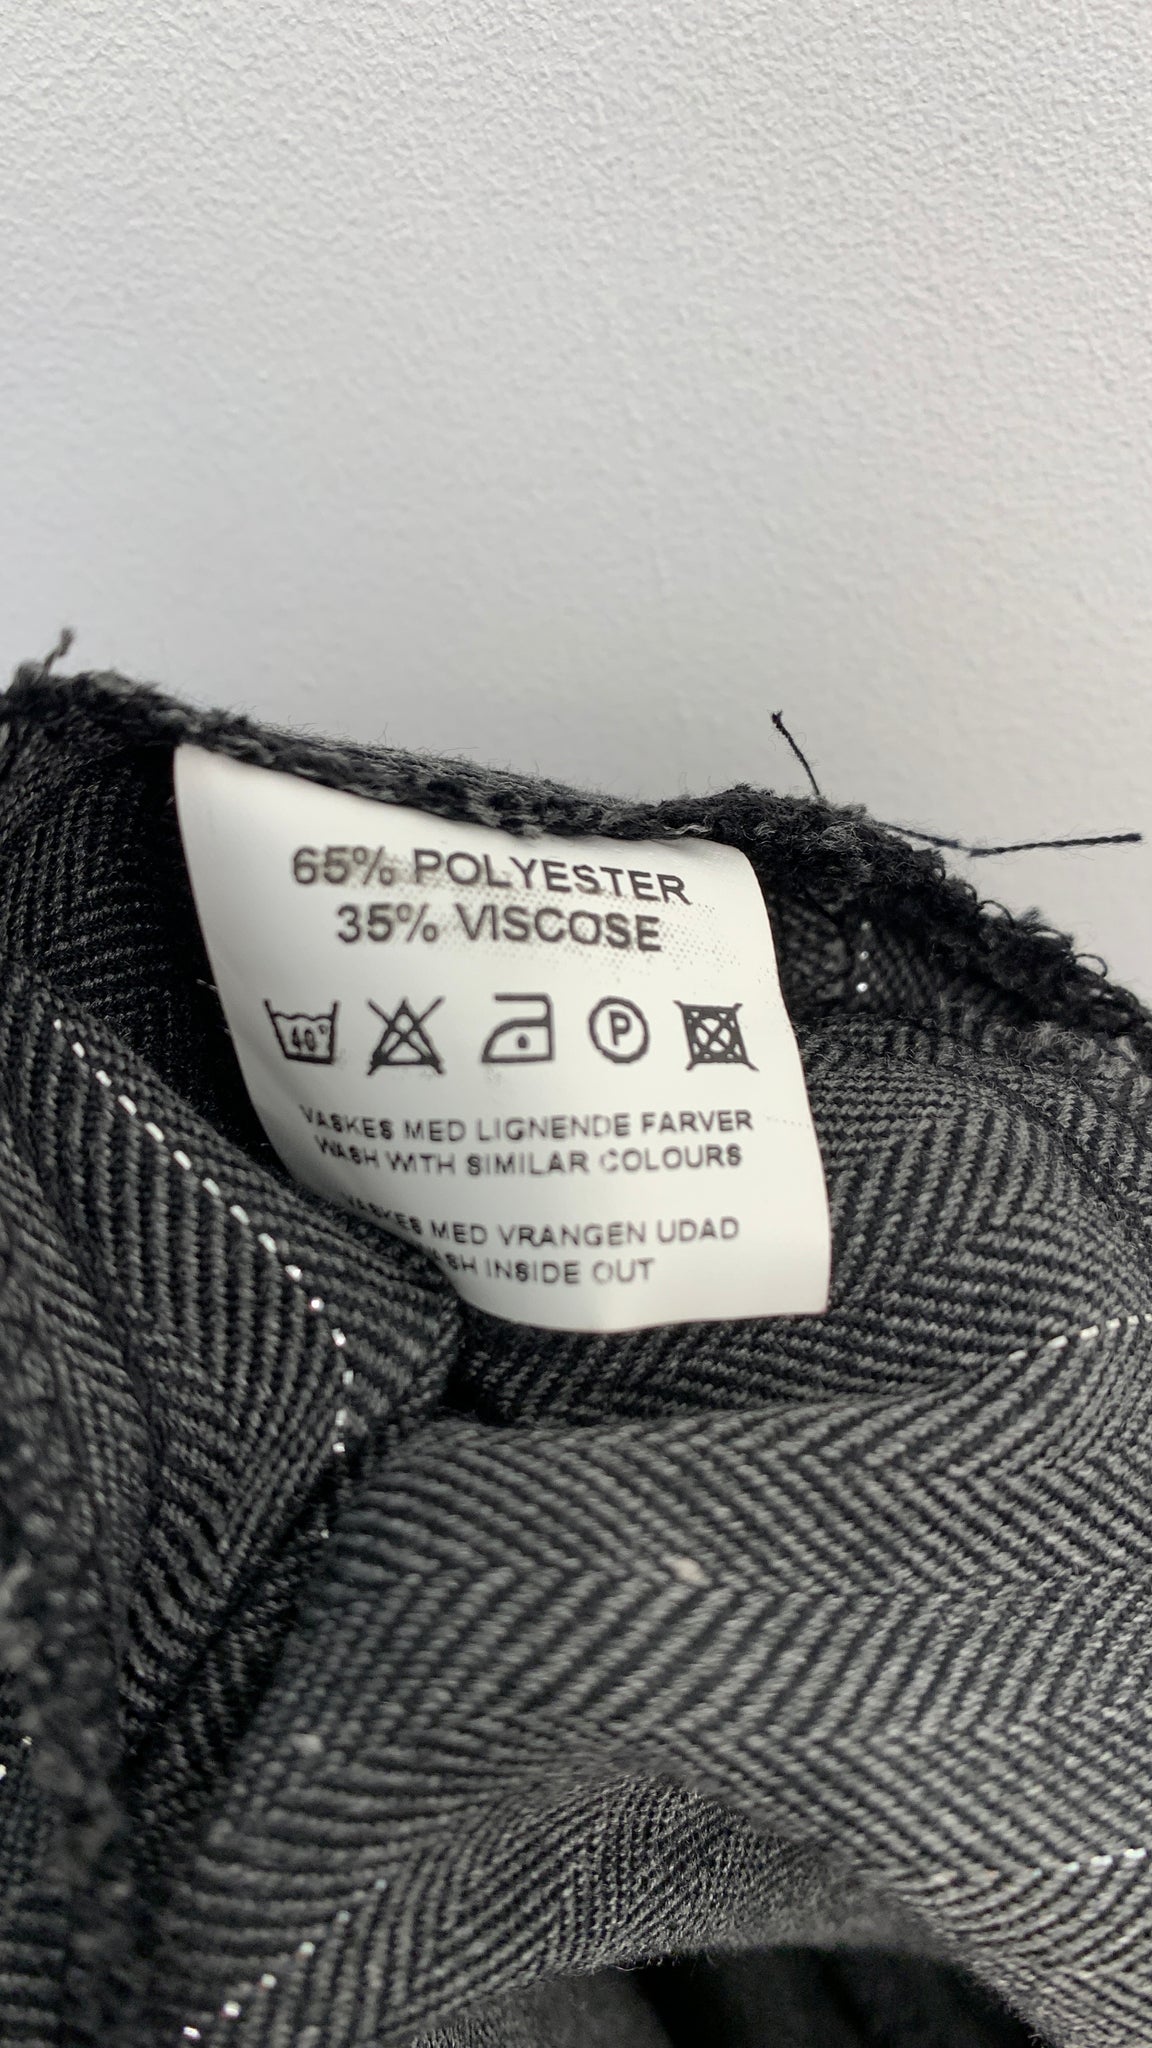 65% POLYESTER
35% VISCOSE
40°
P
VASKES MED LIGNENDE FARVER
WASH WITH SIMILAR COLOURS
VASKES MED VRANGEN UDAD
INSIDE OUT